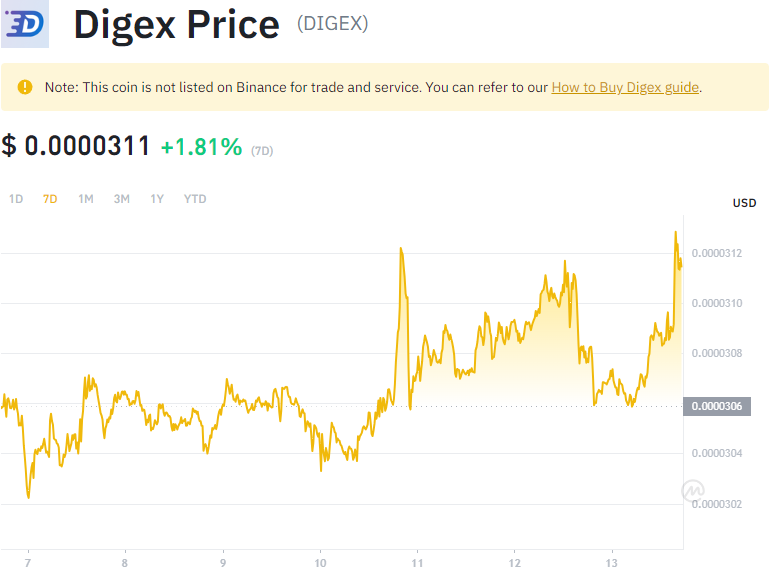 3D
Digex Price (DIGEX)
Note: This coin is not listed on Binance for trade and service. You can refer to our How to Buy Digex guide.
$ 0.0000311 +1.81% (7D)
1D 7D 1M 3M 1Y YTD
USD
0.0000312
0.0000310
0.0000308
0.0000306
0.0000304
0.0000302
7 8 9 10 11 12 13